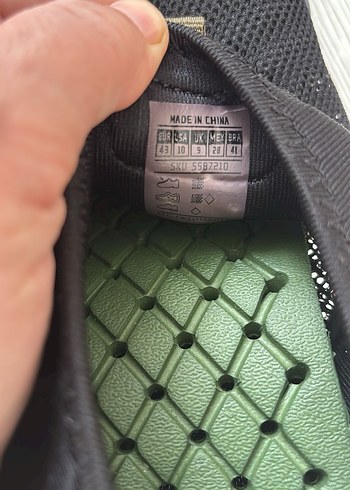 MADE IN CHINA
EUR USA UK MEX BRA
43 10 9 28 41
SKU 5587210